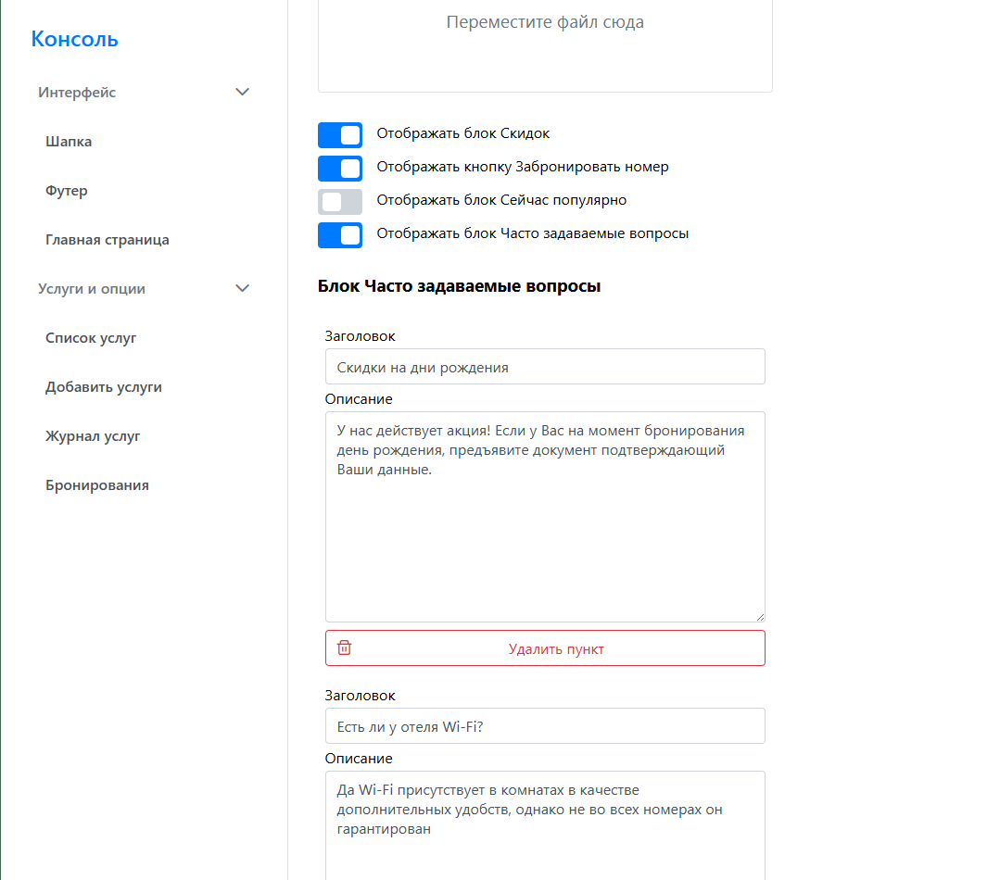 Консоль
Интерфейс
Шапка
Футер
Главная страница
Услуги и опции
Список услуг
Добавить услуги
Журнал услуг
Бронирования
Переместите файл сюда
Отображать блок Скидок
Отображать кнопку Забронировать номер
Отображать блок Сейчас популярно
Отображать блок Часто задаваемые вопросы
Блок Часто задаваемые вопросы
Заголовок
Скидки на дни рождения
Описание
У нас действует акция! Если у Вас на момент бронирования
день рождения, предъявите документ подтверждающий
Ваши данные.
Удалить пункт
Заголовок
Есть ли у отеля Wi-Fi?
Описание
Да Wi-Fi присутствует в комнатах в качестве
дополнительных удобств, однако не во всех номерах он
гарантирован